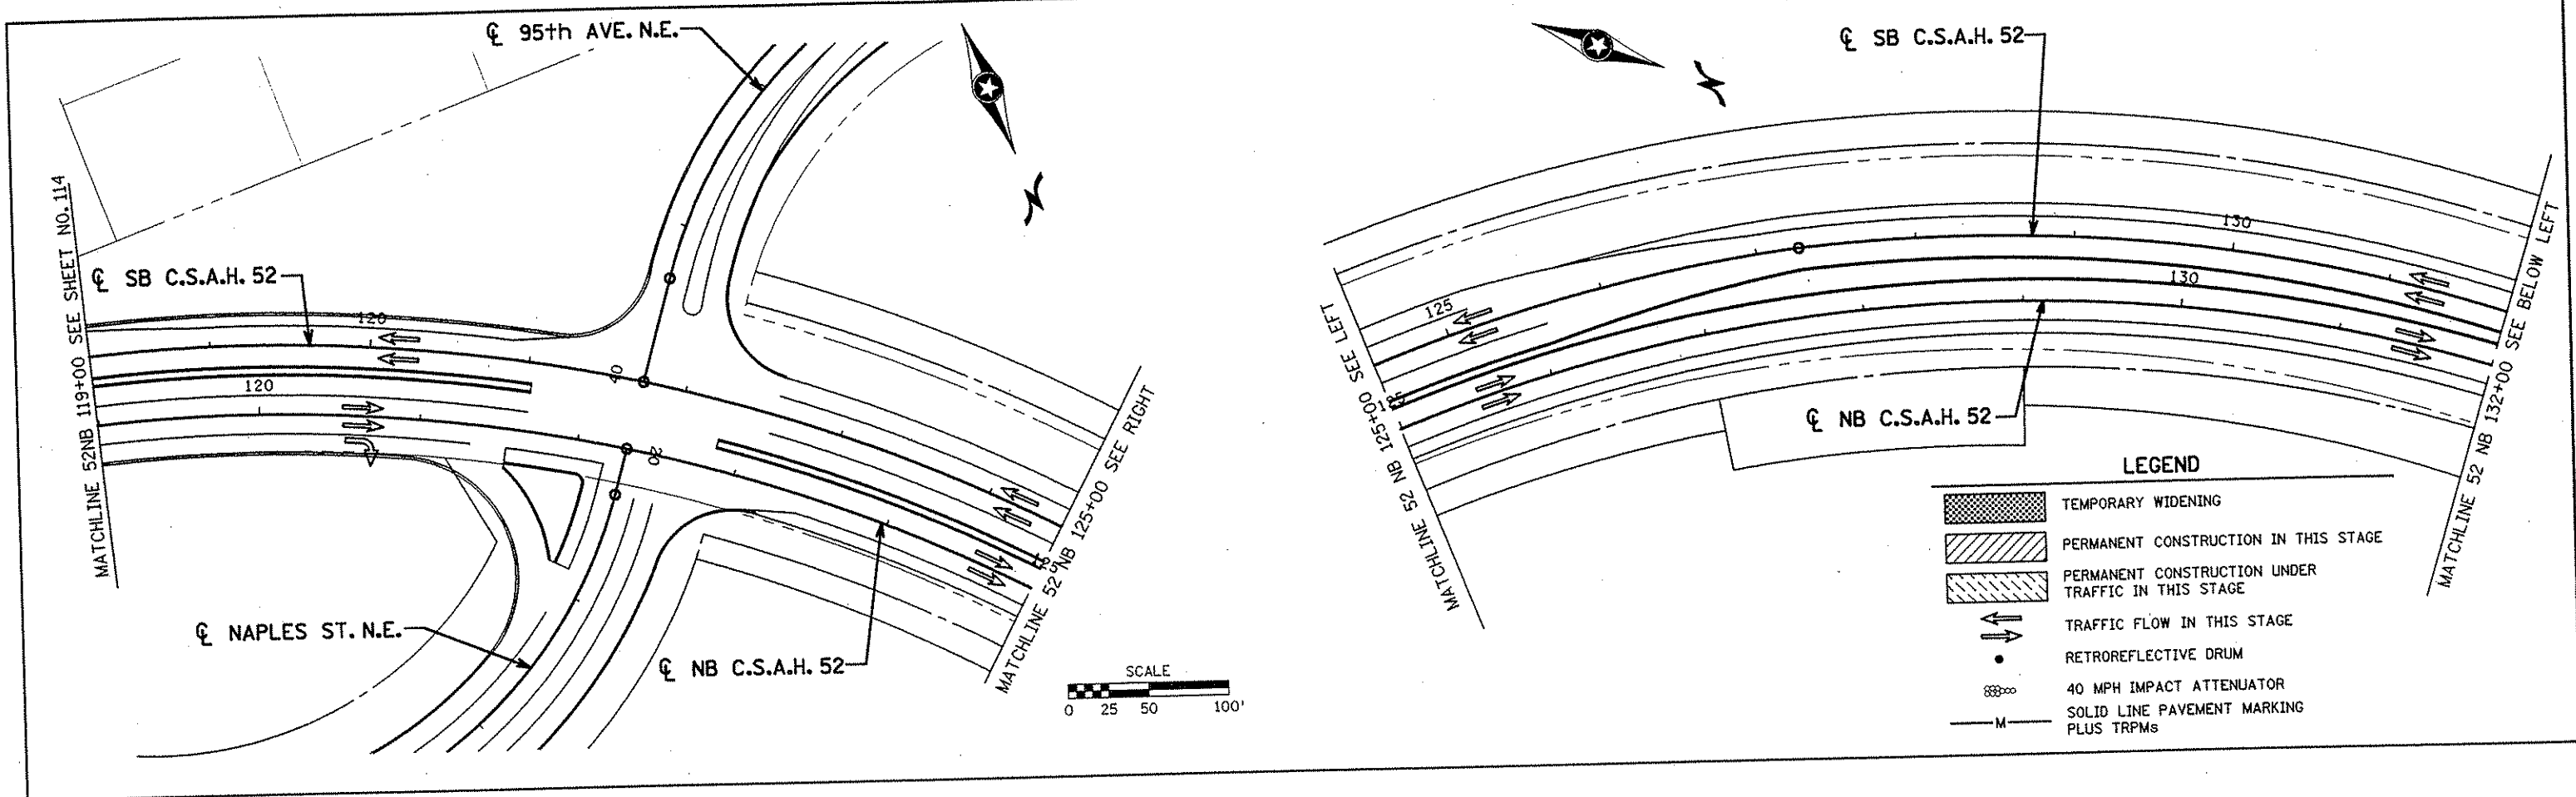 ℄ 95th AVE. N.E.
N
MATCHLINE 52NB 119+00 SEE SHEET NO. 114
℄ SB C.S.A.H. 52
120
120
40
20
℄ NAPLES ST. N.E.
℄ NB C.S.A.H. 52
MATCHLINE 52 NB 125+00 SEE RIGHT
SCALE
0 25 50 100'
℄ SB C.S.A.H. 52
N
MATCHLINE 52 NB 125+00 SEE LEFT
125
130
130
℄ NB C.S.A.H. 52
MATCHLINE 52 NB 132+00 SEE BELOW LEFT
LEGEND
TEMPORARY WIDENING
PERMANENT CONSTRUCTION IN THIS STAGE
PERMANENT CONSTRUCTION UNDER
TRAFFIC IN THIS STAGE
TRAFFIC FLOW IN THIS STAGE
RETROREFLECTIVE DRUM
40 MPH IMPACT ATTENUATOR
M
SOLID LINE PAVEMENT MARKING
PLUS TRPMs